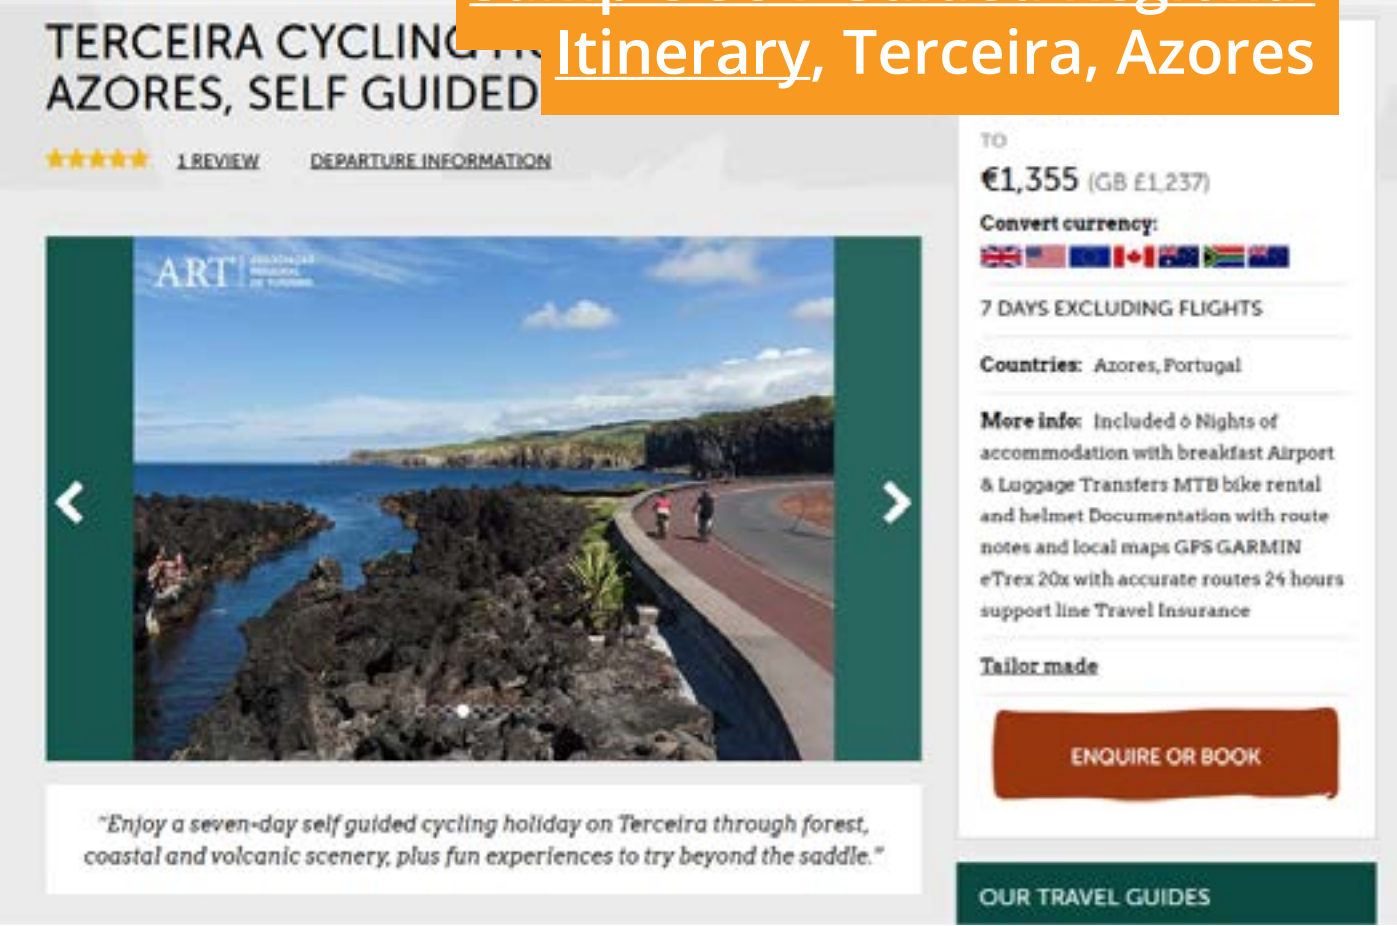 Itinerary, Terceira, Azores
TERCEIRA CYCLING
AZORES, SELF GUIDED
1 REVIEW DEPARTURE INFORMATION
ART
TO
€1,355 (GB £1,237)
Convert currency:
7 DAYS EXCLUDING FLIGHTS
Countries: Azores, Portugal
More info: Included 6 Nights of
accommodation with breakfast Airport
& Luggage Transfers MTB bike rental
and helmet Documentation with route
notes and local maps GPS GARMIN
eTrex 20x with accurate routes 24 hours
support line Travel Insurance
Tailor made
ENQUIRE OR BOOK
"Enjoy a seven-day self guided cycling holiday on Terceira through forest,
coastal and volcanic scenery, plus fun experiences to try beyond the saddle."
OUR TRAVEL GUIDES